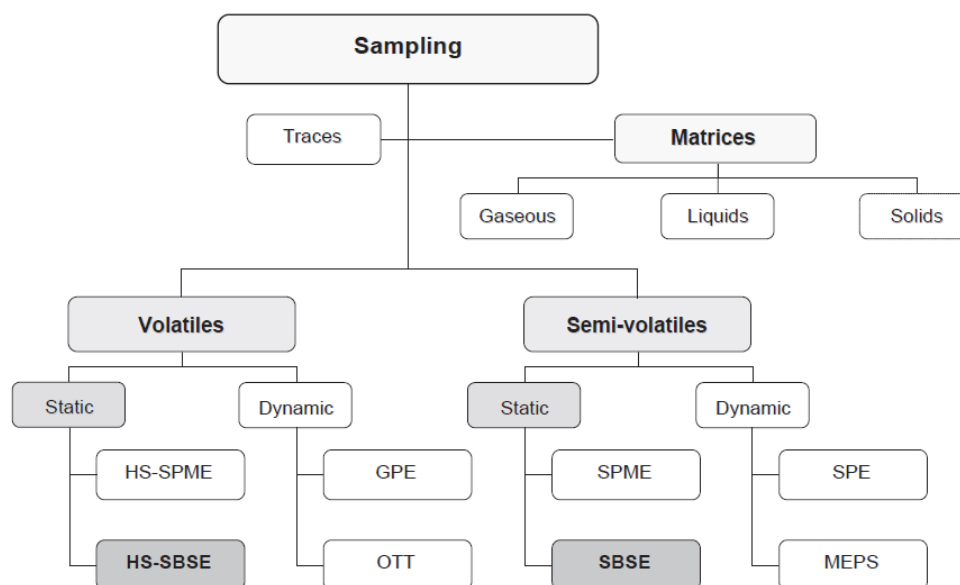 Sampling
Traces
Matrices
Gaseous
Liquids
Solids
Volatiles
Semi-volatiles
Static
Dynamic
Static
Dynamic
HS-SPME
GPE
SPME
SPE
HS-SBSE
OTT
SBSE
MEPS